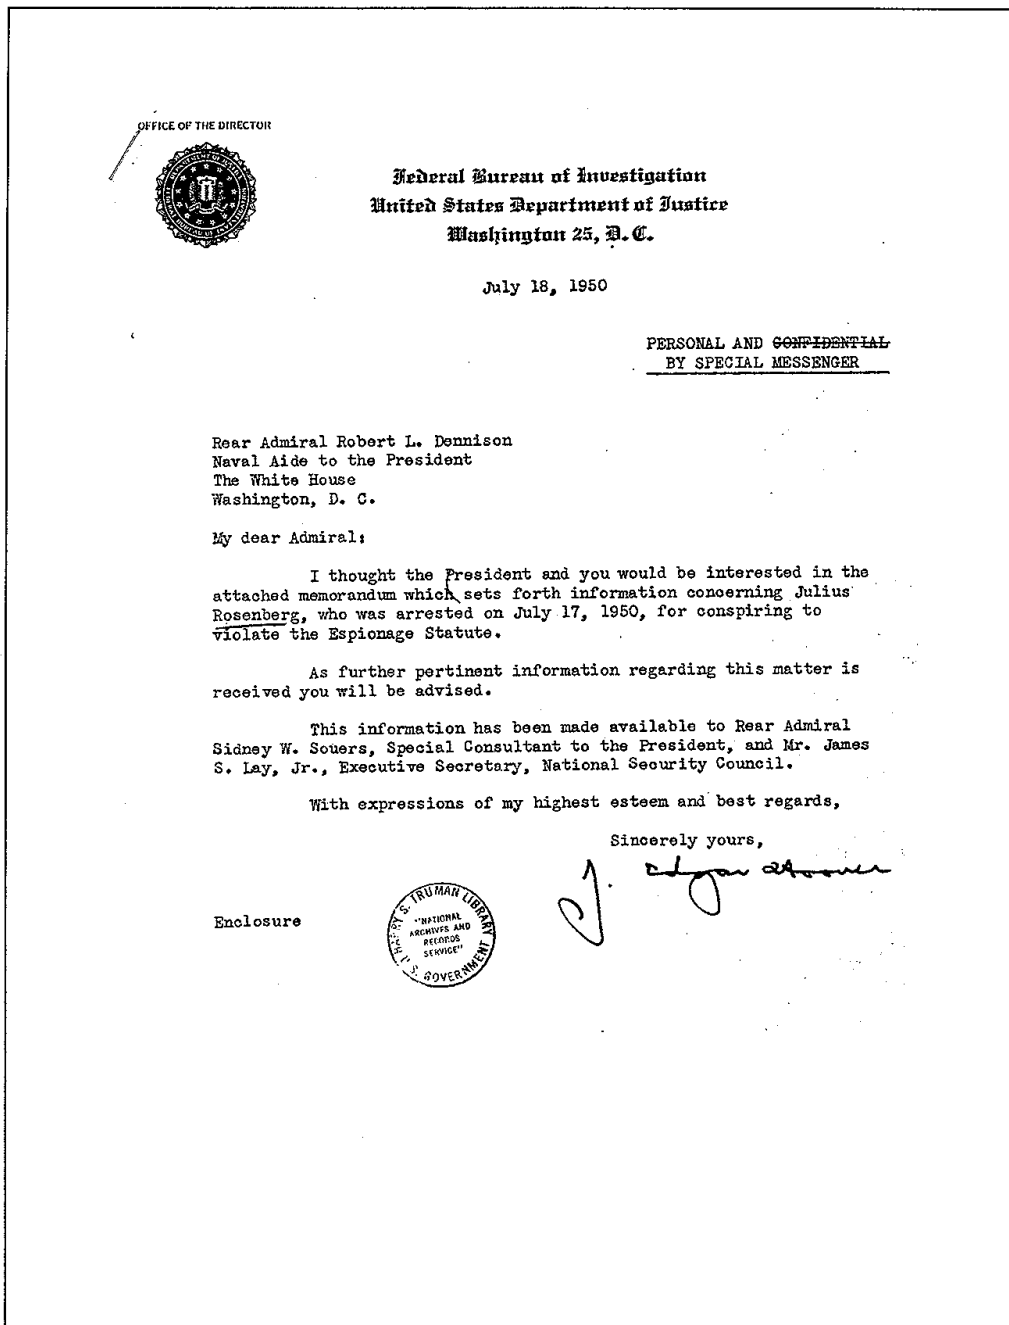 OFFICE OF THE DIRECTOR
Federal Bureau of Investigation
United States Department of Justice
Washington 25, D. C.
July 18, 1950
PERSONAL AND CONFIDENTIAL
BY SPECIAL MESSENGER
Rear Admiral Robert L. Dennison
Naval Aide to the President
The White House
Washington, D. C.
My dear Admiral:
I thought the President and you would be interested in the
attached memorandum which sets forth information concerning Julius
Rosenberg, who was arrested on July 17, 1950, for conspiring to
violate the Espionage Statute.
As further pertinent information regarding this matter is
received you will be advised.
This information has been made available to Rear Admiral
Sidney W. Souers, Special Consultant to the President, and Mr. James
S. Lay, Jr., Executive Secretary, National Security Council.
With expressions of my highest esteem and best regards,
Sincerely yours,
J. Edgar Hoover
Enclosure
HARRY S. TRUMAN LIBRARY
"NATIONAL
ARCHIVES AND
RECORDS
SERVICE"
U. S. GOVERNMENT